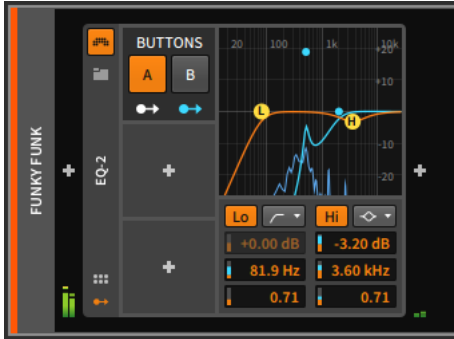 FUNKY FUNK
EQ-2
BUTTONS
A B
20 100 1k 10k
+20
+10
-10
-20
L
H
Lo Hi
+0.00 dB -3.20 dB
81.9 Hz 3.60 kHz
0.71 0.71